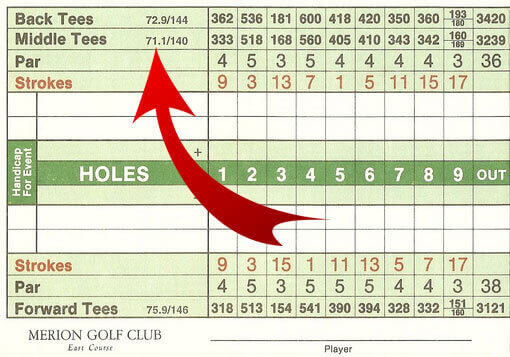 Back Tees 72.9/144 362 536 181 600 418 420 350 360 193/180 3420
Middle Tees 71.1/140 333 518 168 560 405 410 343 342 160/169 3239
Par 4 5 3 5 4 4 4 4 3 36
Strokes 9 3 13 7 1 5 11 15 17
Handicap For Event
+
HOLES 1 2 3 4 5 6 7 8 9 OUT
-
Strokes 9 3 15 1 11 13 5 7 17
Par 4 5 3 5 5 4 4 4 3 38
Forward Tees 75.9/146 318 513 154 541 390 394 328 332 151/160 3121
MERION GOLF CLUB
East Course
Player